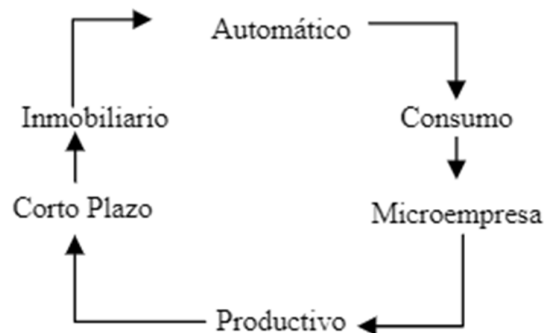 Automático
Inmobiliario
Consumo
Corto Plazo
Microempresa
Productivo